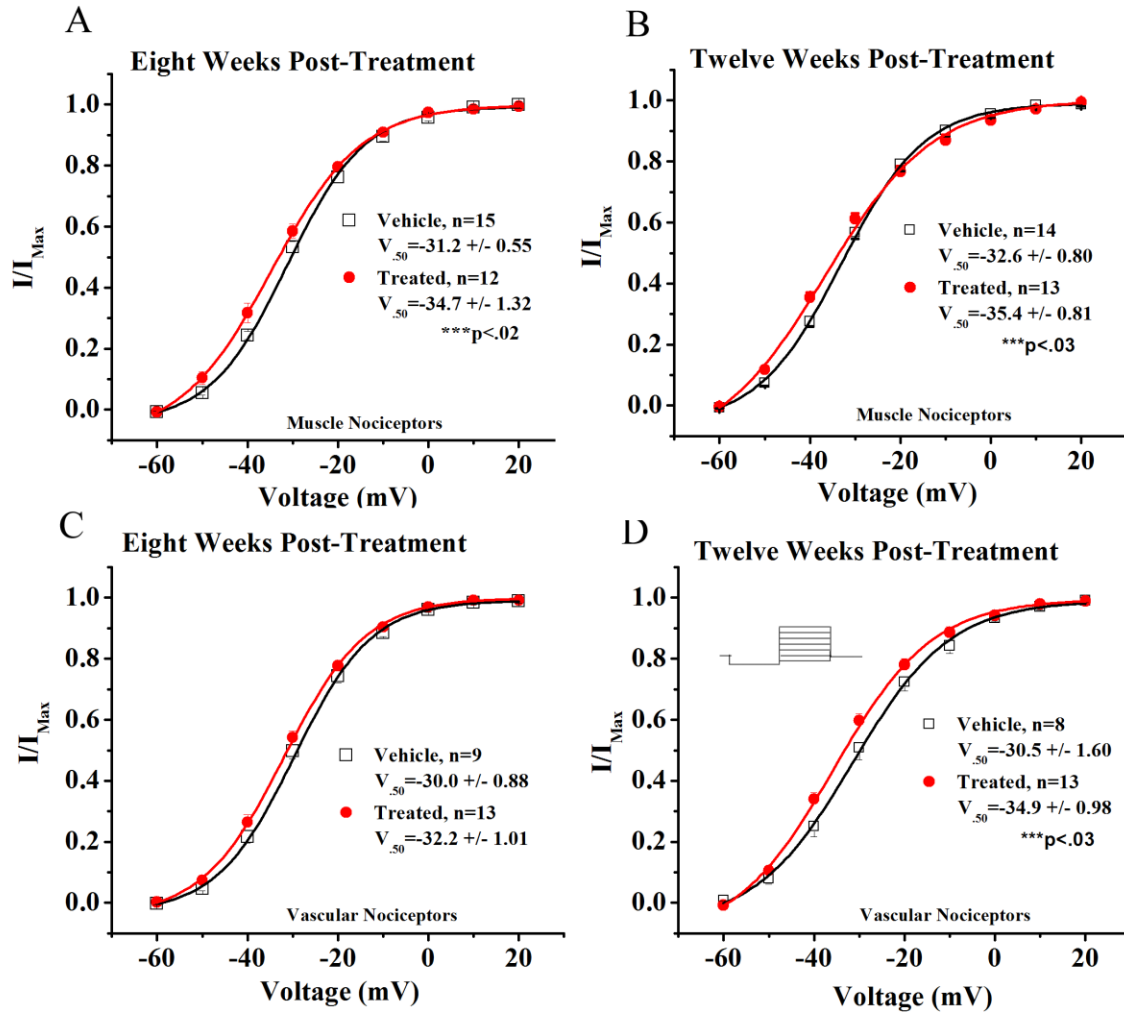 A
Eight Weeks Post-Treatment
1.0
0.8
0.6
0.4
0.2
0.0
I/I_Max
Vehicle, n=15
V.50=-31.2 +/- 0.55
Treated, n=12
V.50=-34.7 +/- 1.32
***p<.02
Muscle Nociceptors
-60 -40 -20 0 20
Voltage (mV)
B
Twelve Weeks Post-Treatment
1.0
0.8
0.6
0.4
0.2
0.0
I/I_Max
Vehicle, n=14
V.50=-32.6 +/- 0.80
Treated, n=13
V.50=-35.4 +/- 0.81
***p<.03
Muscle Nociceptors
-60 -40 -20 0 20
Voltage (mV)
C
Eight Weeks Post-Treatment
1.0
0.8
0.6
0.4
0.2
0.0
I/I_Max
Vehicle, n=9
V.50=-30.0 +/- 0.88
Treated, n=13
V.50=-32.2 +/- 1.01
Vascular Nociceptors
-60 -40 -20 0 20
Voltage (mV)
D
Twelve Weeks Post-Treatment
1.0
0.8
0.6
0.4
0.2
0.0
I/I_Max
Vehicle, n=8
V.50=-30.5 +/- 1.60
Treated, n=13
V.50=-34.9 +/- 0.98
***p<.03
Vascular Nociceptors
-60 -40 -20 0 20
Voltage (mV)